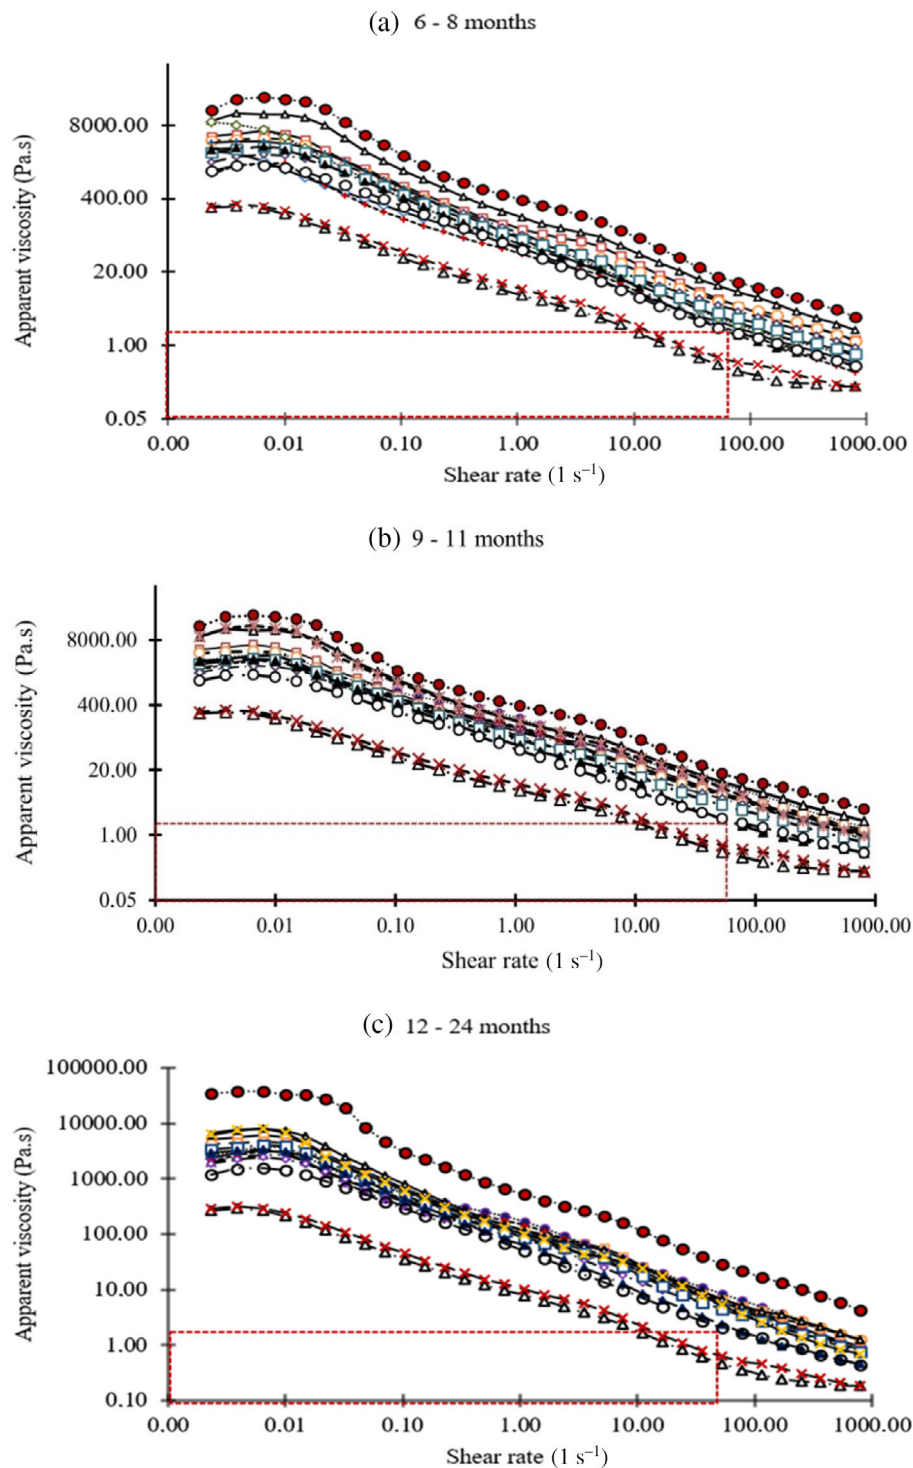 (a) 6 - 8 months
Apparent viscosity (Pa.s)
8000.00
400.00
20.00
1.00
0.05
0.00 0.01 0.10 1.00 10.00 100.00 1000.00
Shear rate (1 s⁻¹)
(b) 9 - 11 months
Apparent viscosity (Pa.s)
8000.00
400.00
20.00
1.00
0.05
0.00 0.01 0.10 1.00 10.00 100.00 1000.00
Shear rate (1 s⁻¹)
(c) 12 - 24 months
Apparent viscosity (Pa.s)
100000.00
10000.00
1000.00
100.00
10.00
1.00
0.10
0.00 0.01 0.10 1.00 10.00 100.00 1000.00
Shear rate (1 s⁻¹)